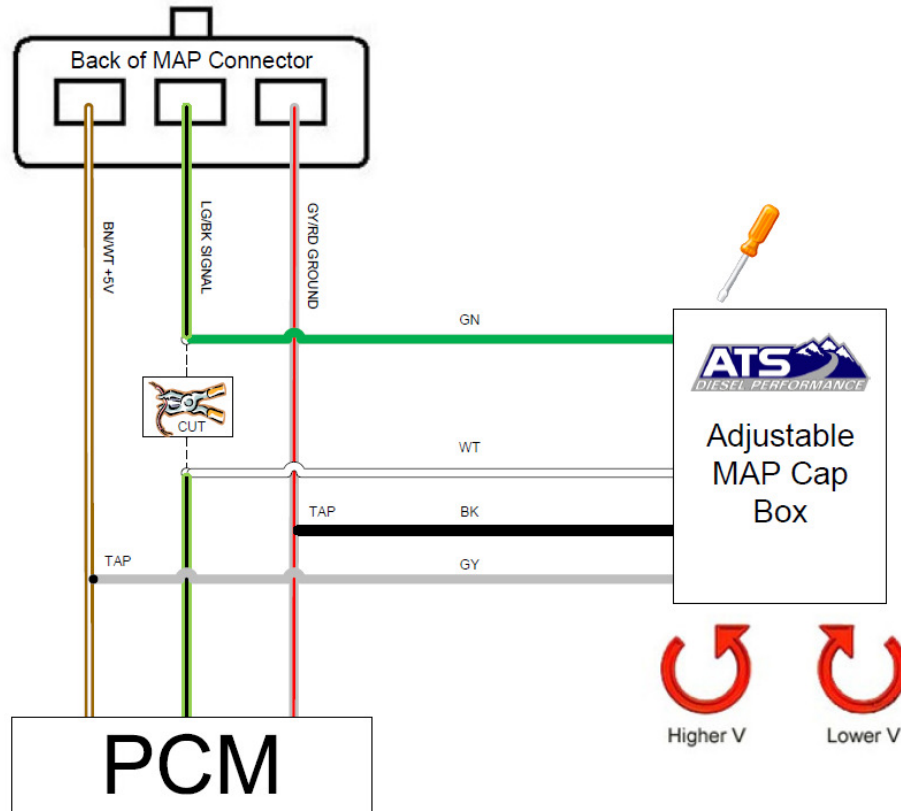 Back of MAP Connector
BN/WT +5V
LG/BK SIGNAL
GY/RD GROUND
GN
CUT
WT
TAP
BK
TAP
GY
ATS
DIESEL PERFORMANCE
Adjustable
MAP Cap
Box
Higher V
Lower V
PCM